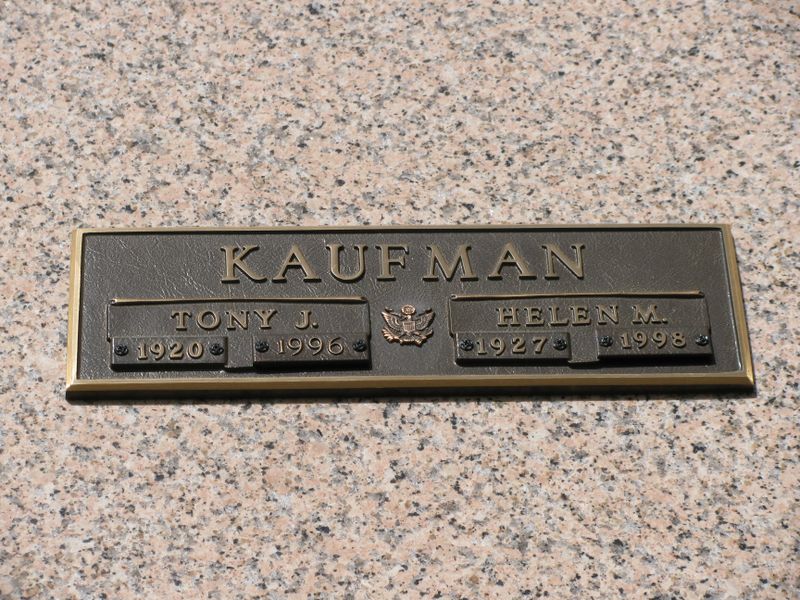 KAUFMAN
TONY J.
1920 1996
HELEN M.
1927 1998